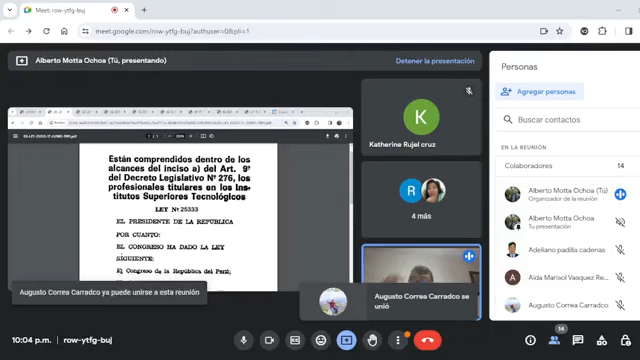 Meet: row-ytfg-buj
meet.google.com/row-ytfg-buj?authuser=0&pli=1
Alberto Motta Ochoa (Tú, presentando)
Detener la presentación
Están comprendidos dentro de los
alcances del inciso a) del Art. 9º
del Decreto Legislativo Nº 276, los
profesionales titulares en los Ins-
titutos Superiores Tecnológicos
LEY Nº 25333
EL PRESIDENTE DE LA REPUBLICA
POR CUANTO:
EL CONGRESO HA DADO LA LEY
SIGUIENTE:
El Congreso de la República del Perú;
K
Katherine Rujel cruz
R
4 más
Augusto Correa Carradco ya puede unirse a esta reunión
Augusto Correa Carradco se
unió
Personas
Agregar personas
Buscar contactos
EN LA REUNIÓN
Colaboradores
14
Alberto Motta Ochoa (Tú)
Organizador de la reunión
Alberto Motta Ochoa
Tu presentación
Adeliano padilla cadenas
A
Aida Marisol Vasquez Re...
Augusto Correa Carradco
10:04 p.m.
row-ytfg-buj
14